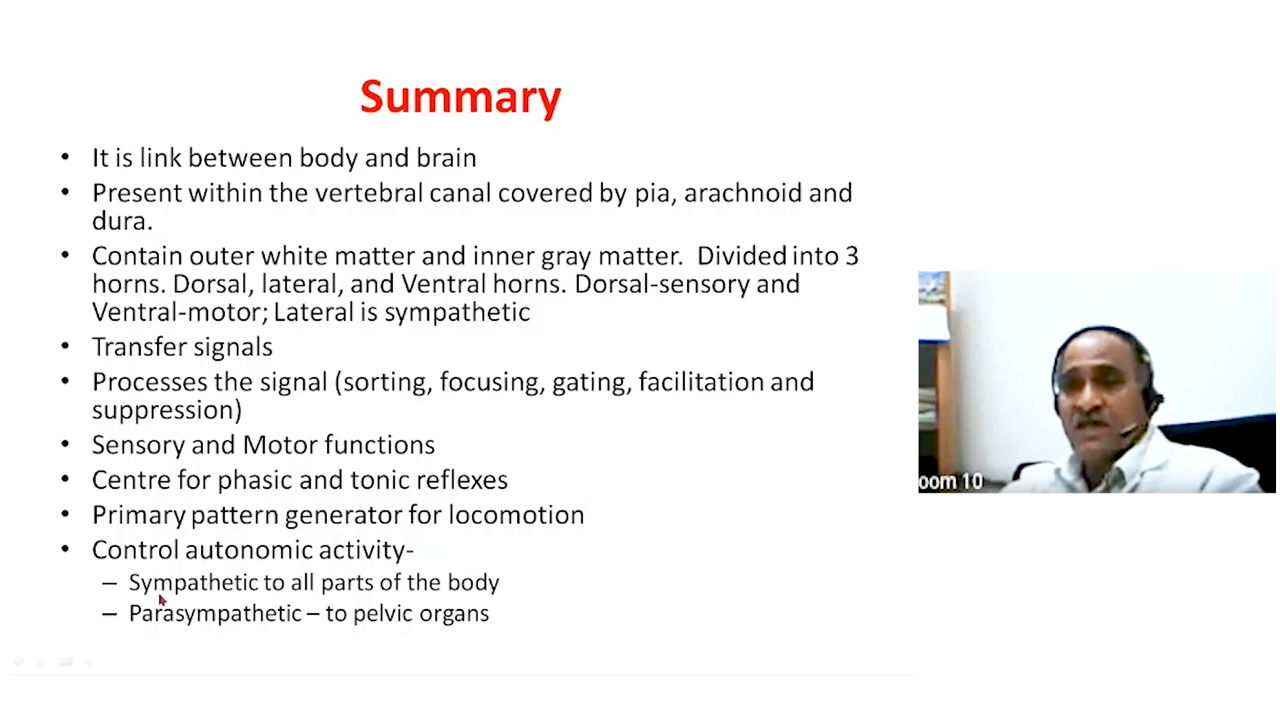 Summary
• It is link between body and brain
• Present within the vertebral canal covered by pia, arachnoid and
dura.
• Contain outer white matter and inner gray matter.  Divided into 3
horns. Dorsal, lateral, and Ventral horns. Dorsal-sensory and
Ventral-motor; Lateral is sympathetic
• Transfer signals
• Processes the signal (sorting, focusing, gating, facilitation and
suppression)
• Sensory and Motor functions
• Centre for phasic and tonic reflexes
• Primary pattern generator for locomotion
• Control autonomic activity-
– Sympathetic to all parts of the body
– Parasympathetic – to pelvic organs
oom 10